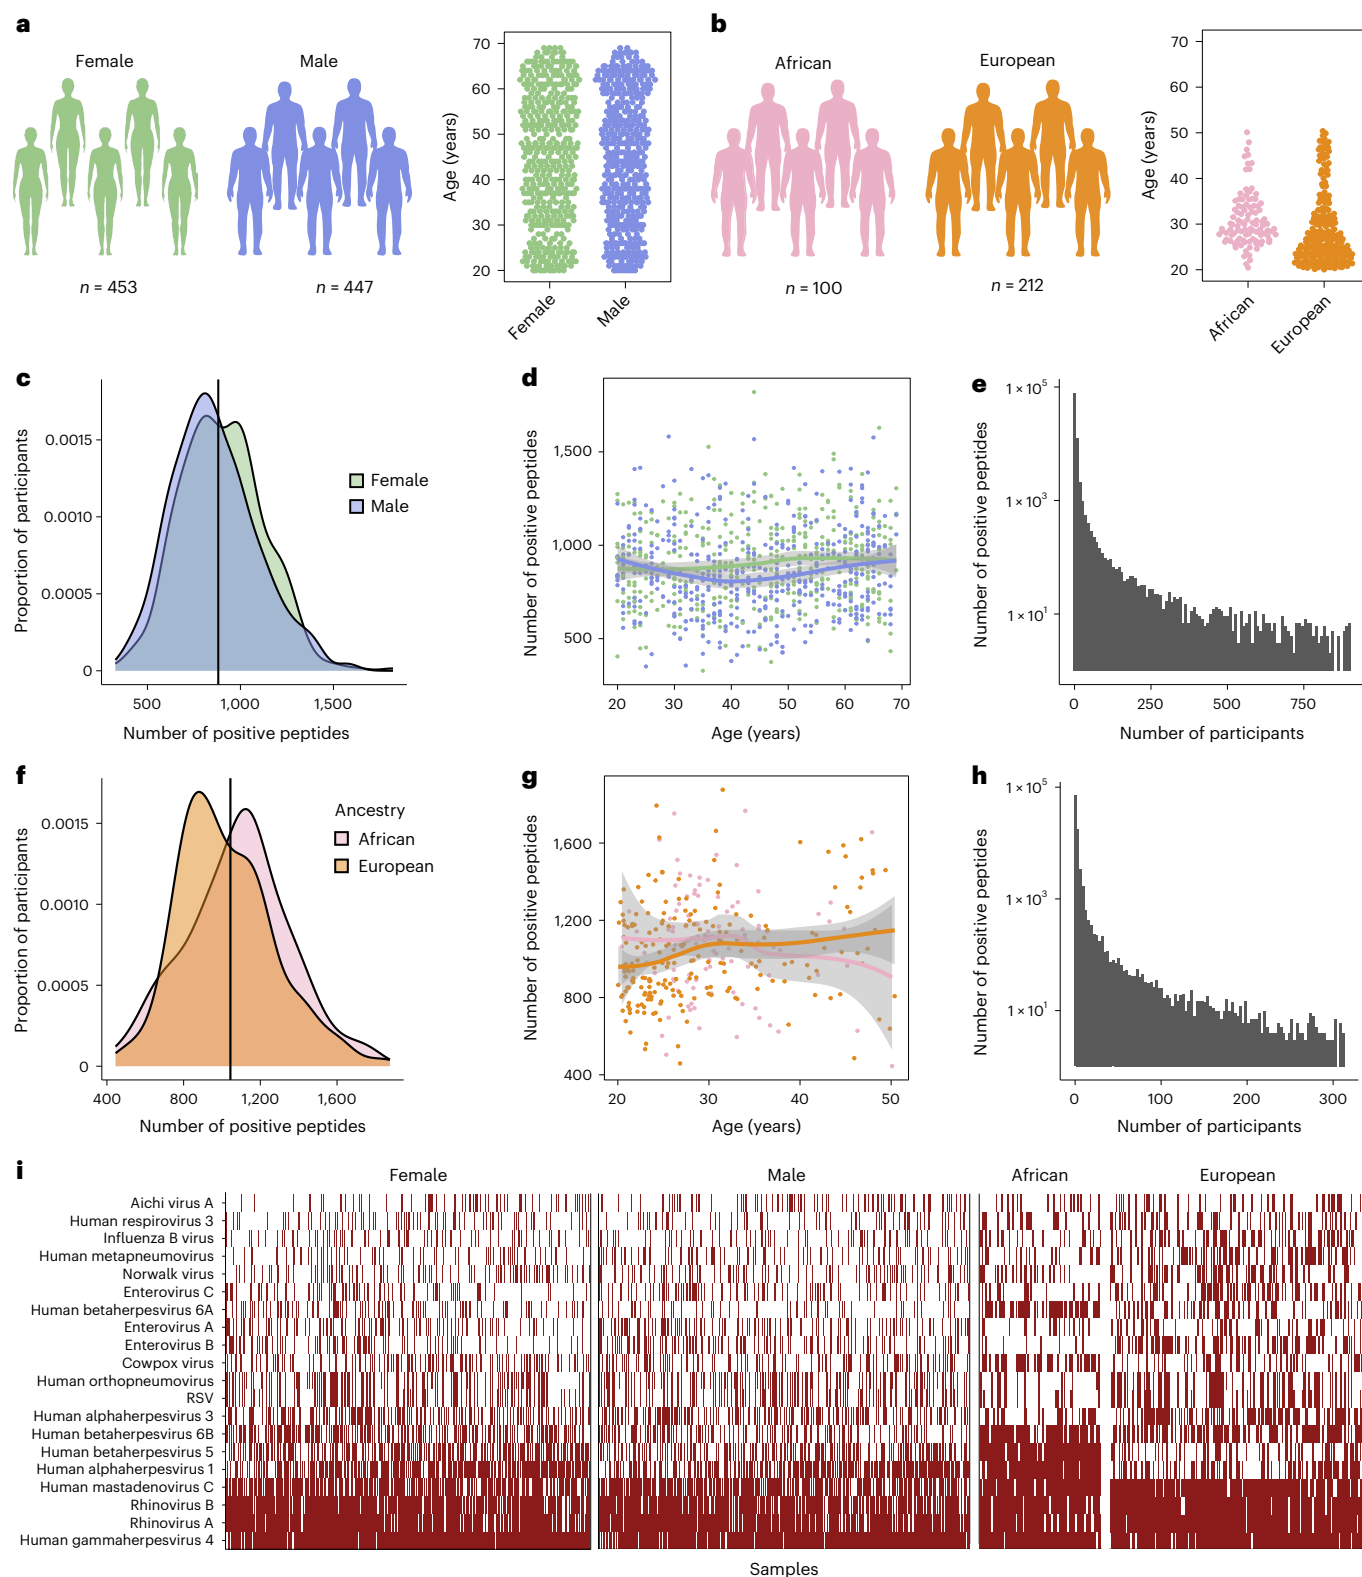 a
Female
Male
n = 453
n = 447
Age (years)
70
60
50
40
30
20
Female
Male
b
African
European
n = 100
n = 212
Age (years)
70
60
50
40
30
20
African
European
c
Proportion of participants
0.0015
0.0010
0.0005
0
500
1,000
1,500
Number of positive peptides
Female
Male
d
Number of positive peptides
1,500
1,000
500
20
30
40
50
60
70
Age (years)
e
Number of positive peptides
1 × 10⁵
1 × 10³
1 × 10¹
0
250
500
750
Number of participants
f
Proportion of participants
0.0015
0.0010
0.0005
0
400
800
1,200
1,600
Number of positive peptides
Ancestry
African
European
g
Number of positive peptides
1,600
1200
800
400
20
30
40
50
Age (years)
h
Number of positive peptides
1 × 10⁵
1 × 10³
1 × 10¹
0
100
200
300
Number of participants
i
Female
Male
African
European
Aichi virus A
Human respirovirus 3
Influenza B virus
Human metapneumovirus
Norwalk virus
Enterovirus C
Human betaherpesvirus 6A
Enterovirus A
Enterovirus B
Cowpox virus
Human orthopneumovirus
RSV
Human alphaherpesvirus 3
Human betaherpesvirus 6B
Human betaherpesvirus 5
Human alphaherpesvirus 1
Human mastadenovirus C
Rhinovirus B
Rhinovirus A
Human gammaherpesvirus 4
Samples